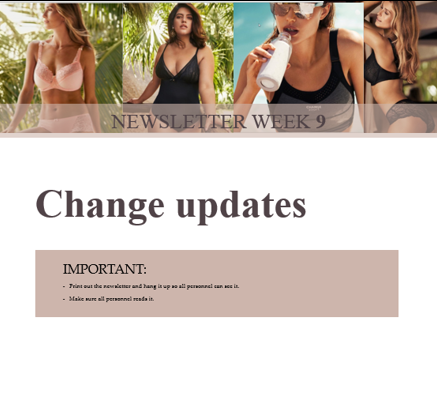 NEWSLETTER WEEK 9
Change updates
IMPORTANT:
- Print out the newsletter and hang it up so all personnel can see it.
- Make sure all personnel reads it.